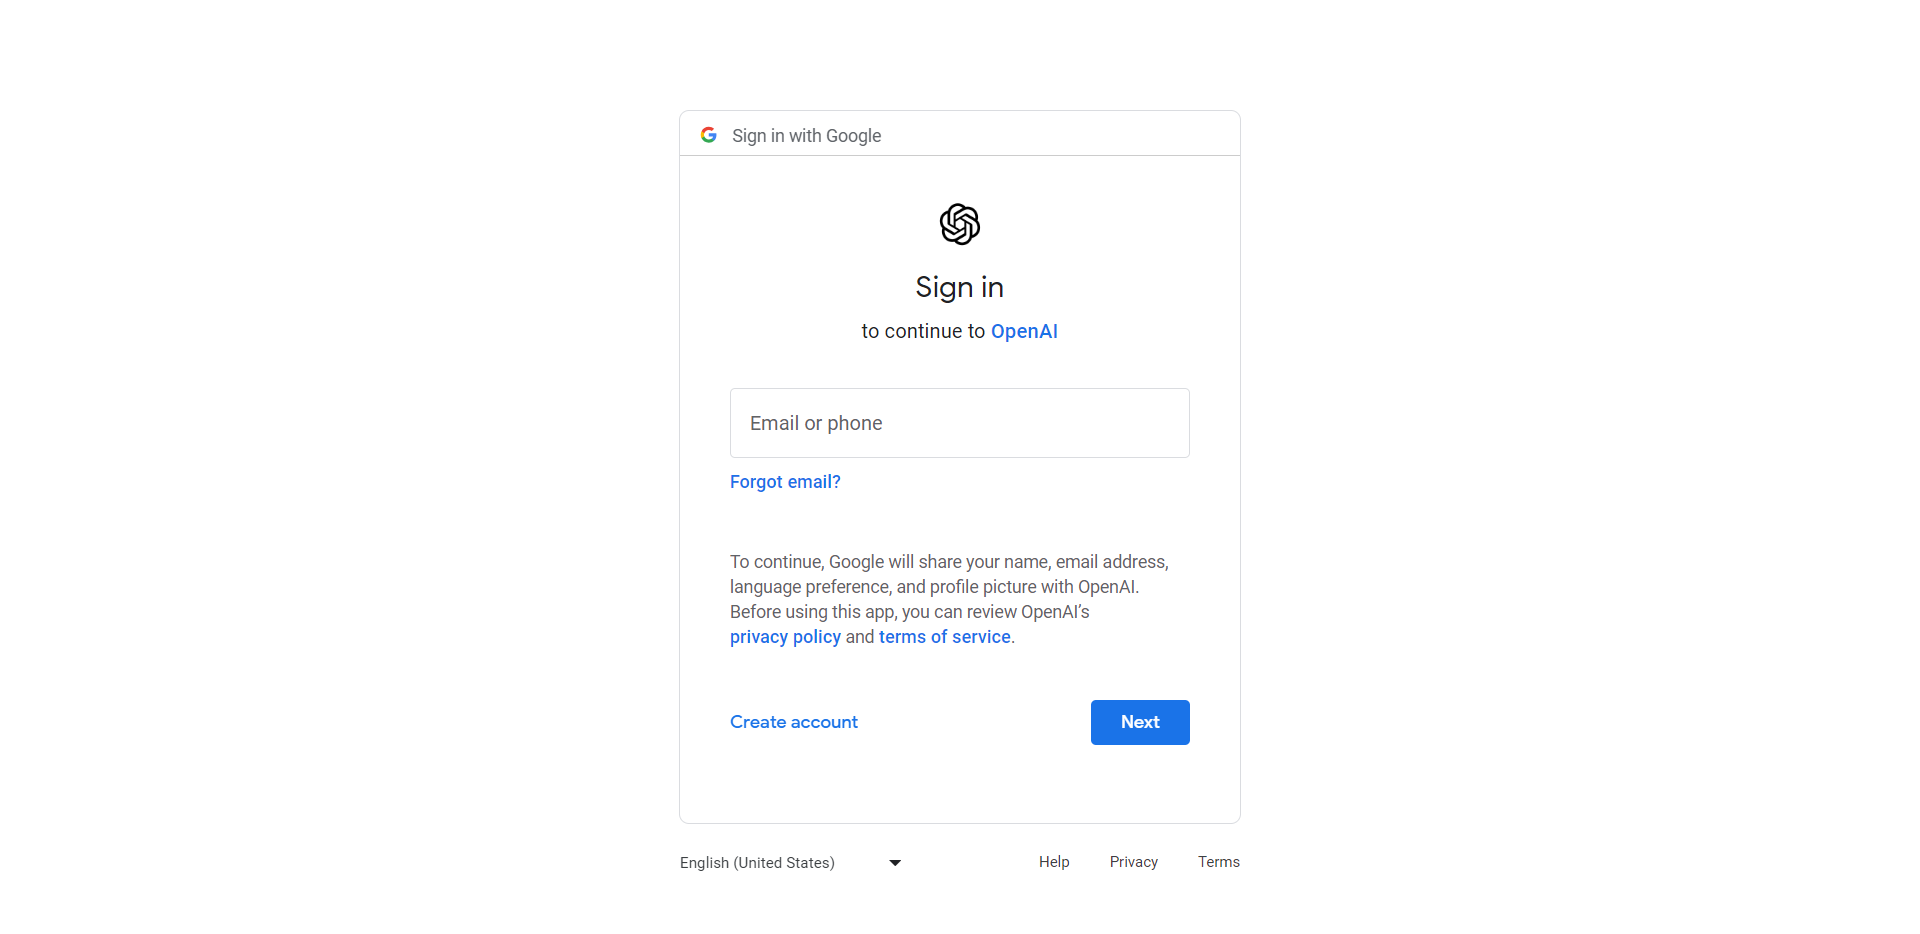 Sign in with Google
Sign in
to continue to OpenAI
Email or phone
Forgot email?
To continue, Google will share your name, email address,
language preference, and profile picture with OpenAI.
Before using this app, you can review OpenAI’s
privacy policy and terms of service.
Create account
Next
English (United States)
Help
Privacy
Terms